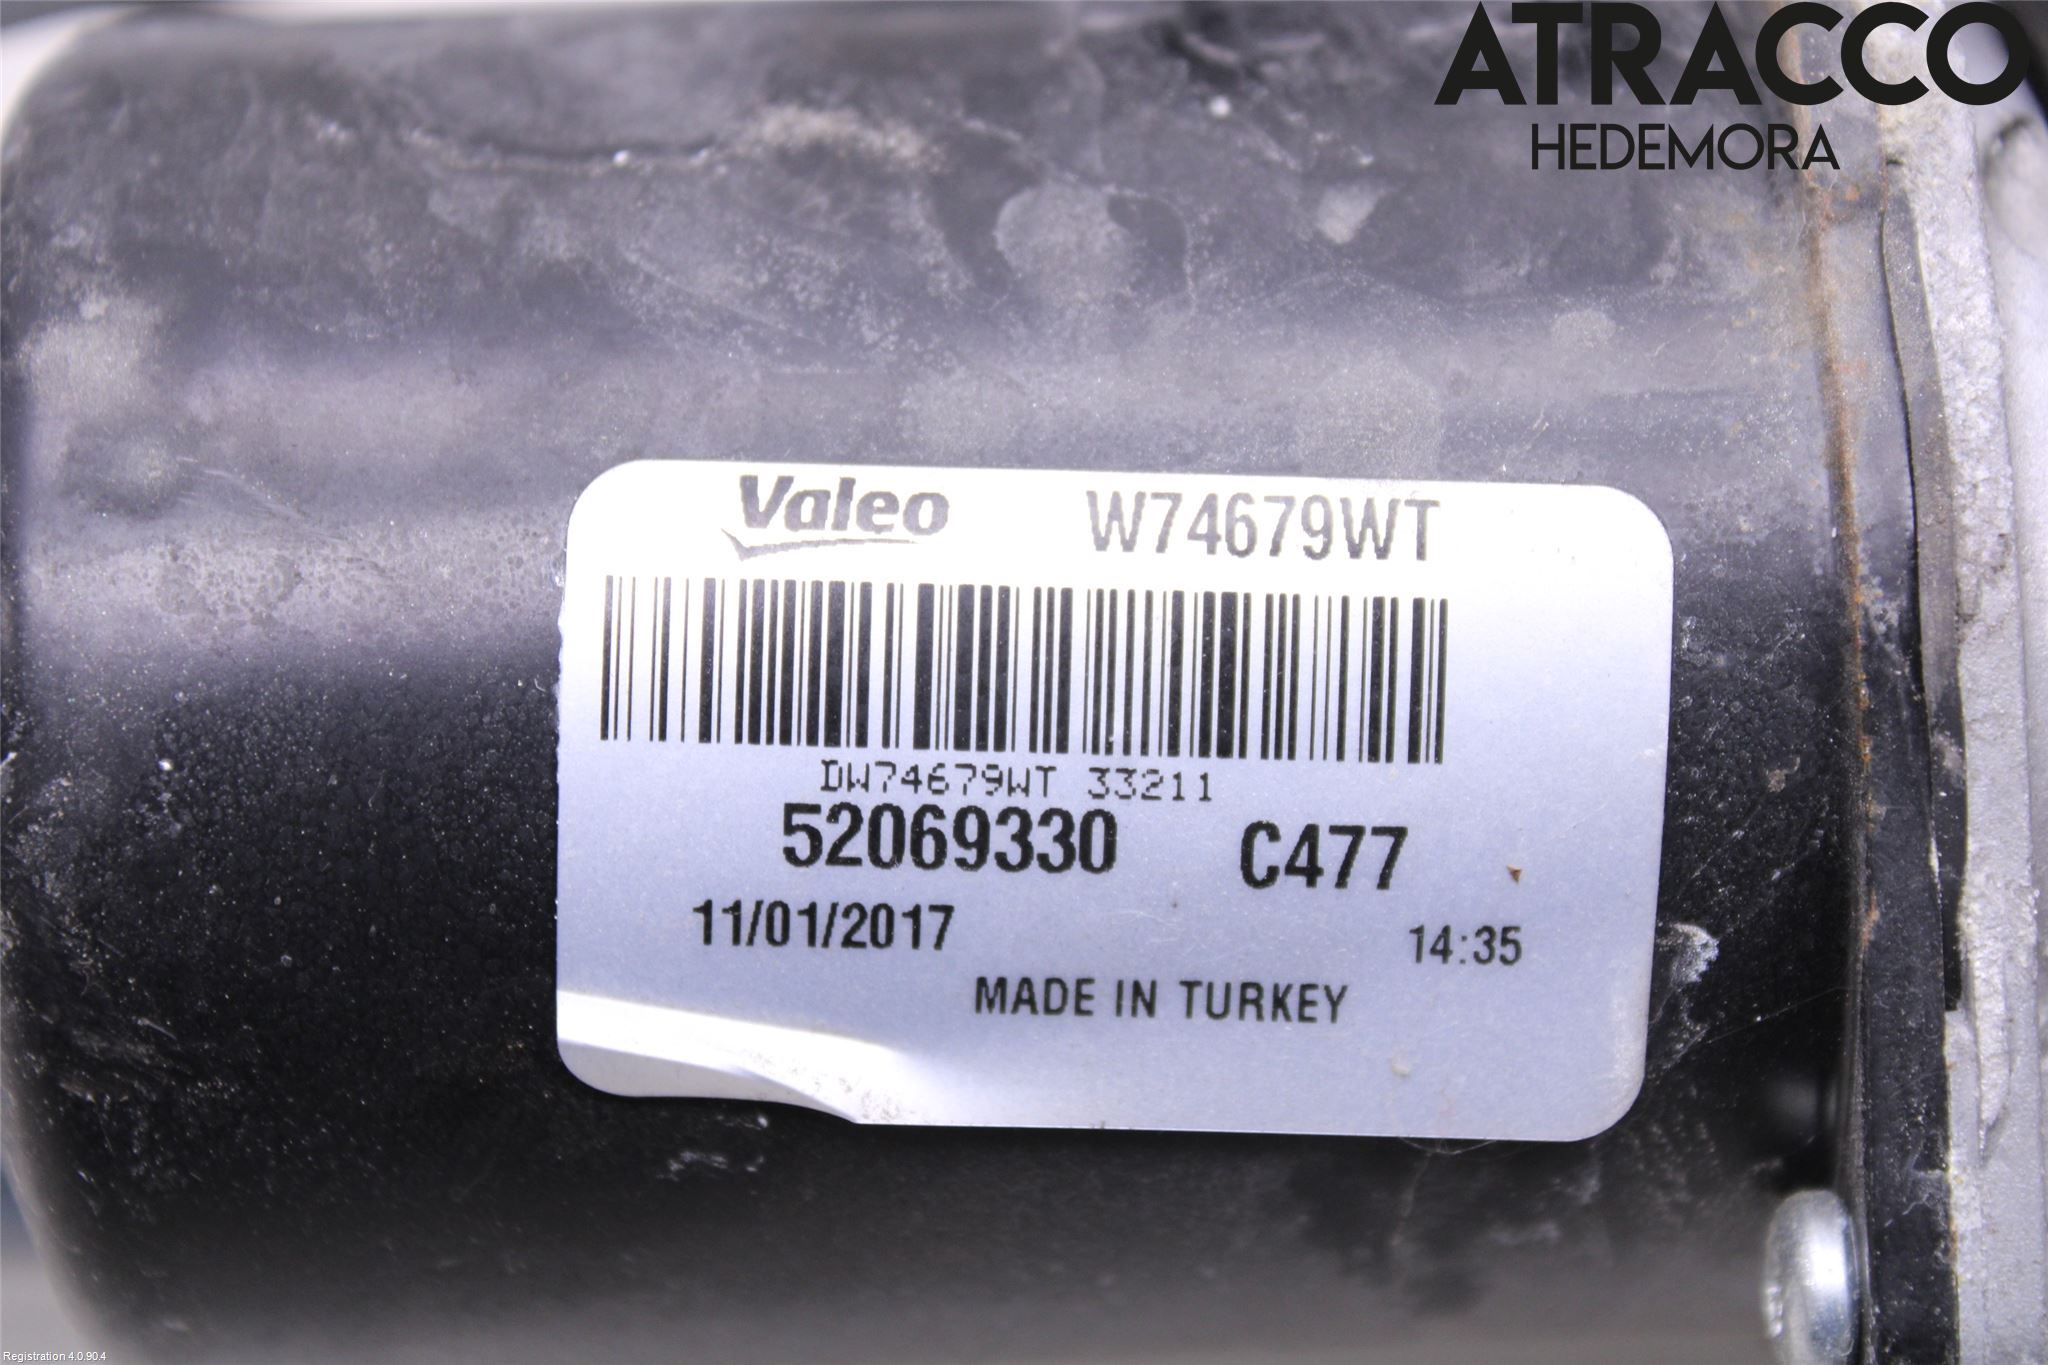 ATRACCO
HEDEMORA
Valeo W74679WT
DW74679WT 33211
52069330 C477
11/01/2017 14:35
MADE IN TURKEY
Registration 4.0.90.4